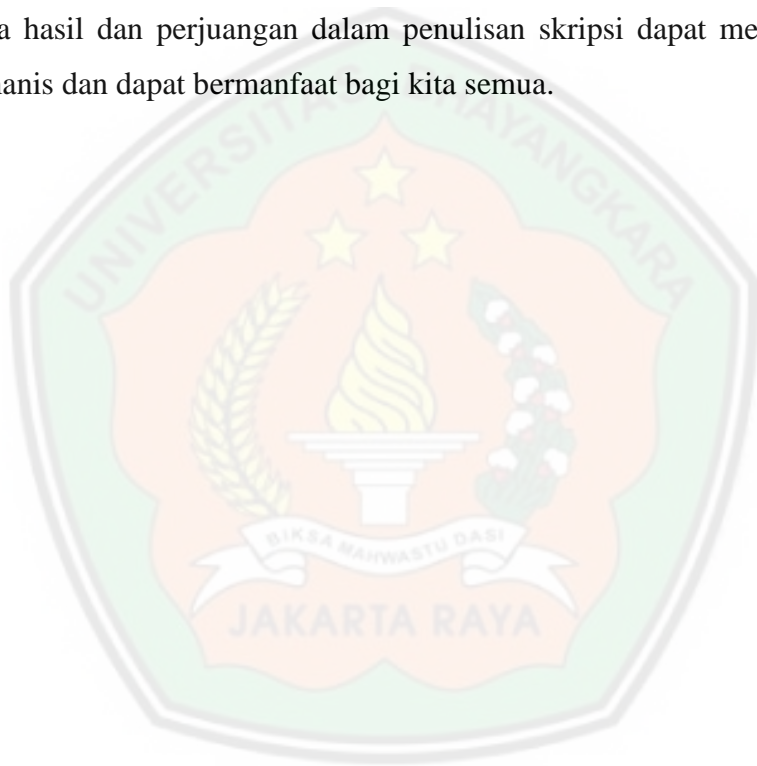 a hasil dan perjuangan dalam penulisan skripsi dapat me
anis dan dapat bermanfaat bagi kita semua.
UNIVERSITAS BHAYANGKARA
BIKSA MAHWASTU DASI
JAKARTA RAYA